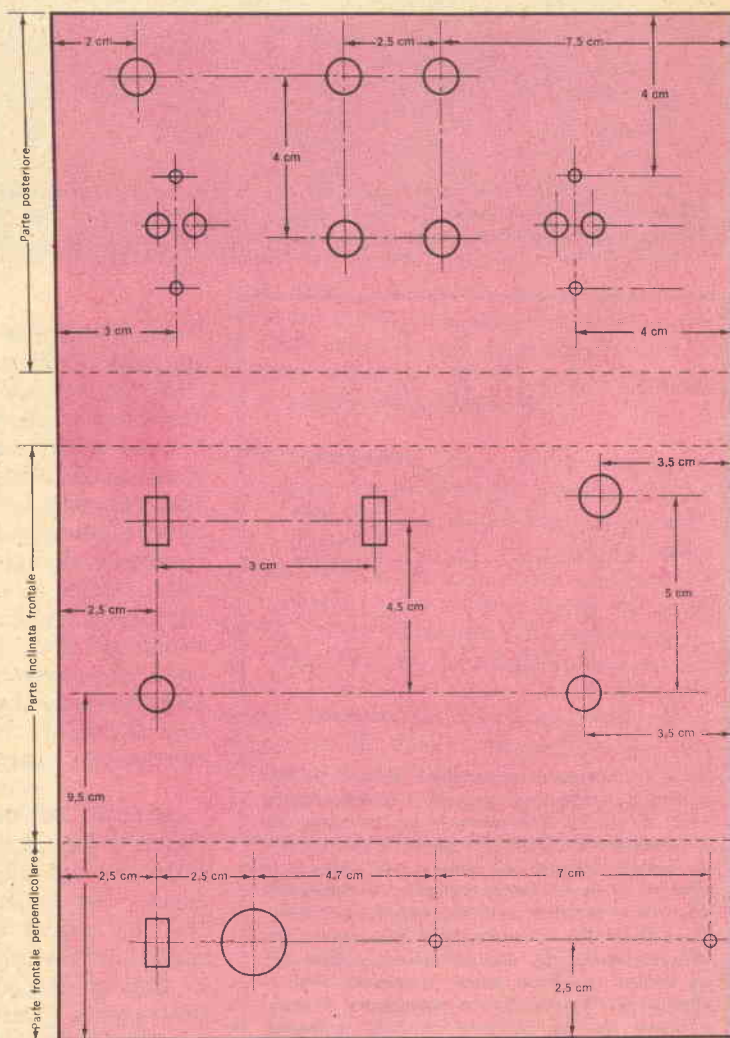 2 cm
2.5 cm
7.5 cm
4 cm
4 cm
Parte posteriore
3 cm
4 cm
3,5 cm
3 cm
4.5 cm
5 cm
2,5 cm
Parte inclinata frontale
3,5 cm
9,5 cm
2,5 cm
2,5 cm
4.7 cm
7 cm
Parte frontale perpendicolare
2,5 cm